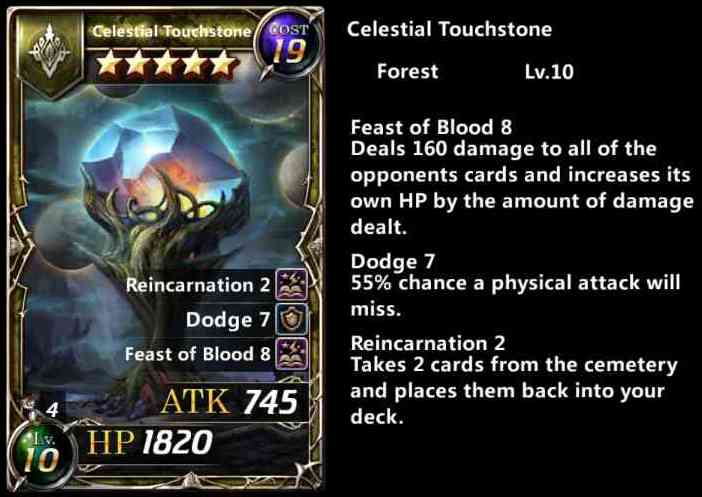 Celestial Touchstone
COST
19
Reincarnation 2
Dodge 7
Feast of Blood 8
4
ATK 745
Lv.
10
HP 1820
Celestial Touchstone
Forest Lv.10
Feast of Blood 8
Deals 160 damage to all of the
opponents cards and increases its
own HP by the amount of damage
dealt.
Dodge 7
55% chance a physical attack will
miss.
Reincarnation 2
Takes 2 cards from the cemetery
and places them back into your
deck.